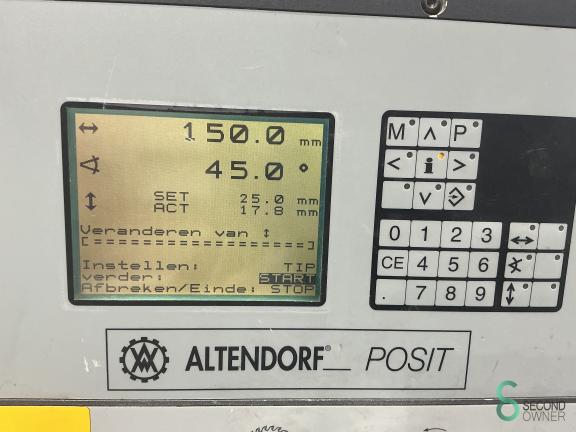 150.0 mm
45.0 °
SET 25.0 mm
ACT 17.8 mm
Veranderen van ↕
[====================]
Instellen: TIP
verder: START
Afbreken/Einde: STOP
M ∧ P
< i >
∨
0 1 2 3
CE 4 5 6
. 7 8 9
ALTENDORF® POSIT
SECOND
OWNER